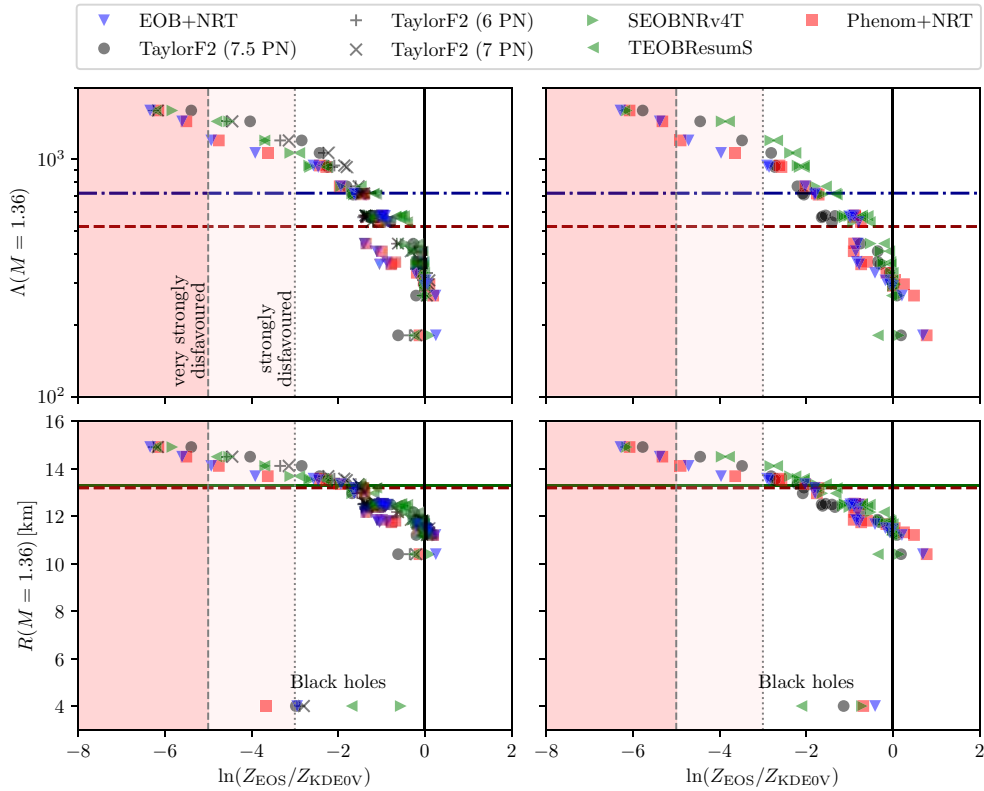 EOB+NRT
TaylorF2 (7.5 PN)
TaylorF2 (6 PN)
TaylorF2 (7 PN)
SEOBNRv4T
TEOBResumS
Phenom+NRT
Λ(M = 1.36)
10³
10²
very strongly
disfavoured
strongly
disfavoured
R(M = 1.36) [km]
16
14
12
10
8
6
4
Black holes
Black holes
−8 −6 −4 −2 0 2
−8 −6 −4 −2 0 2
ln(Z_EOS/Z_KDE0V)
ln(Z_EOS/Z_KDE0V)